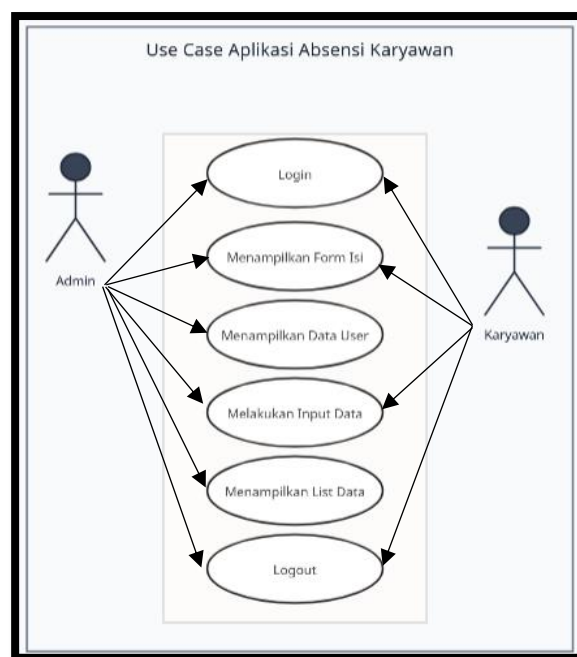 Use Case Aplikasi Absensi Karyawan
Login
Menampilkan Form Isi
Admin
Menampilkan Data User
Karyawan
Melakukan Input Data
Menampilkan List Data
Logout